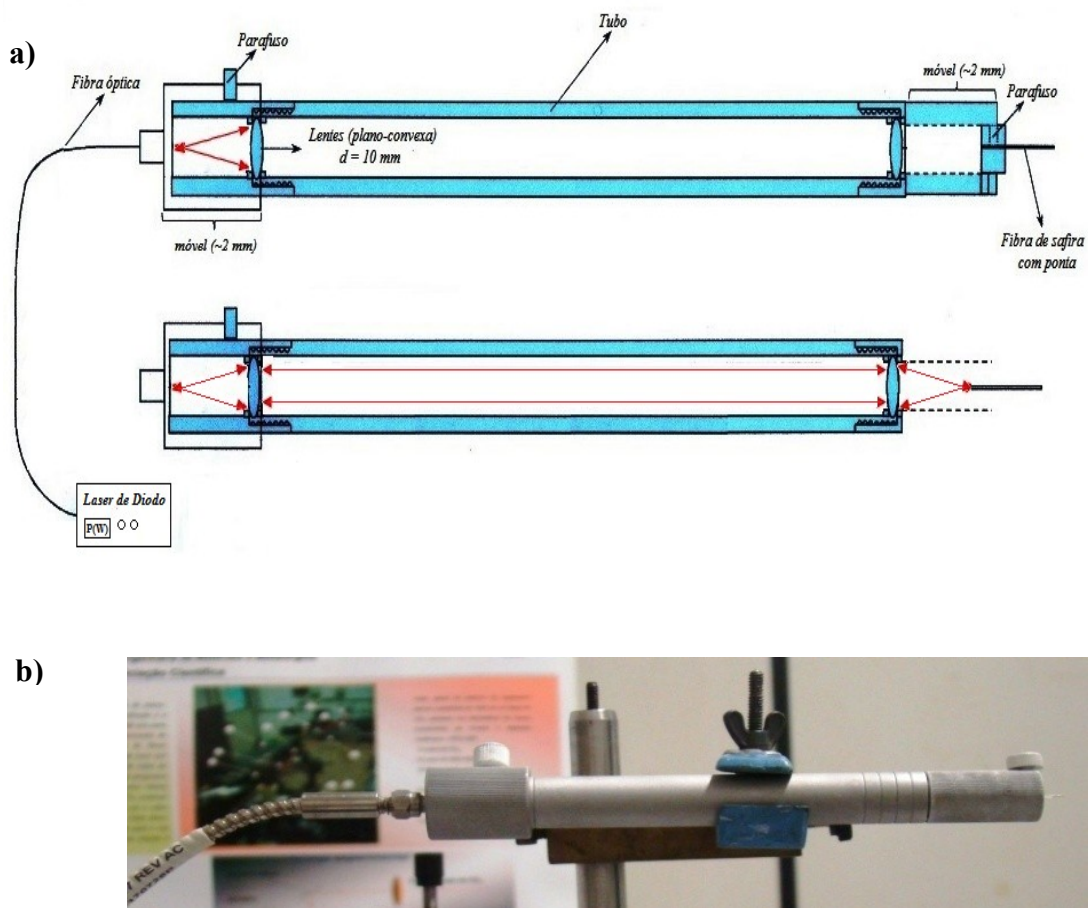 a)
Parafuso
Tubo
móvel (~2 mm)
Parafuso
Fibra óptica
Lentes (plano-convexa)
d = 10 mm
móvel (~2 mm)
Fibra de safira
com ponta
Laser de Diodo
P(W)
b)
REV AC